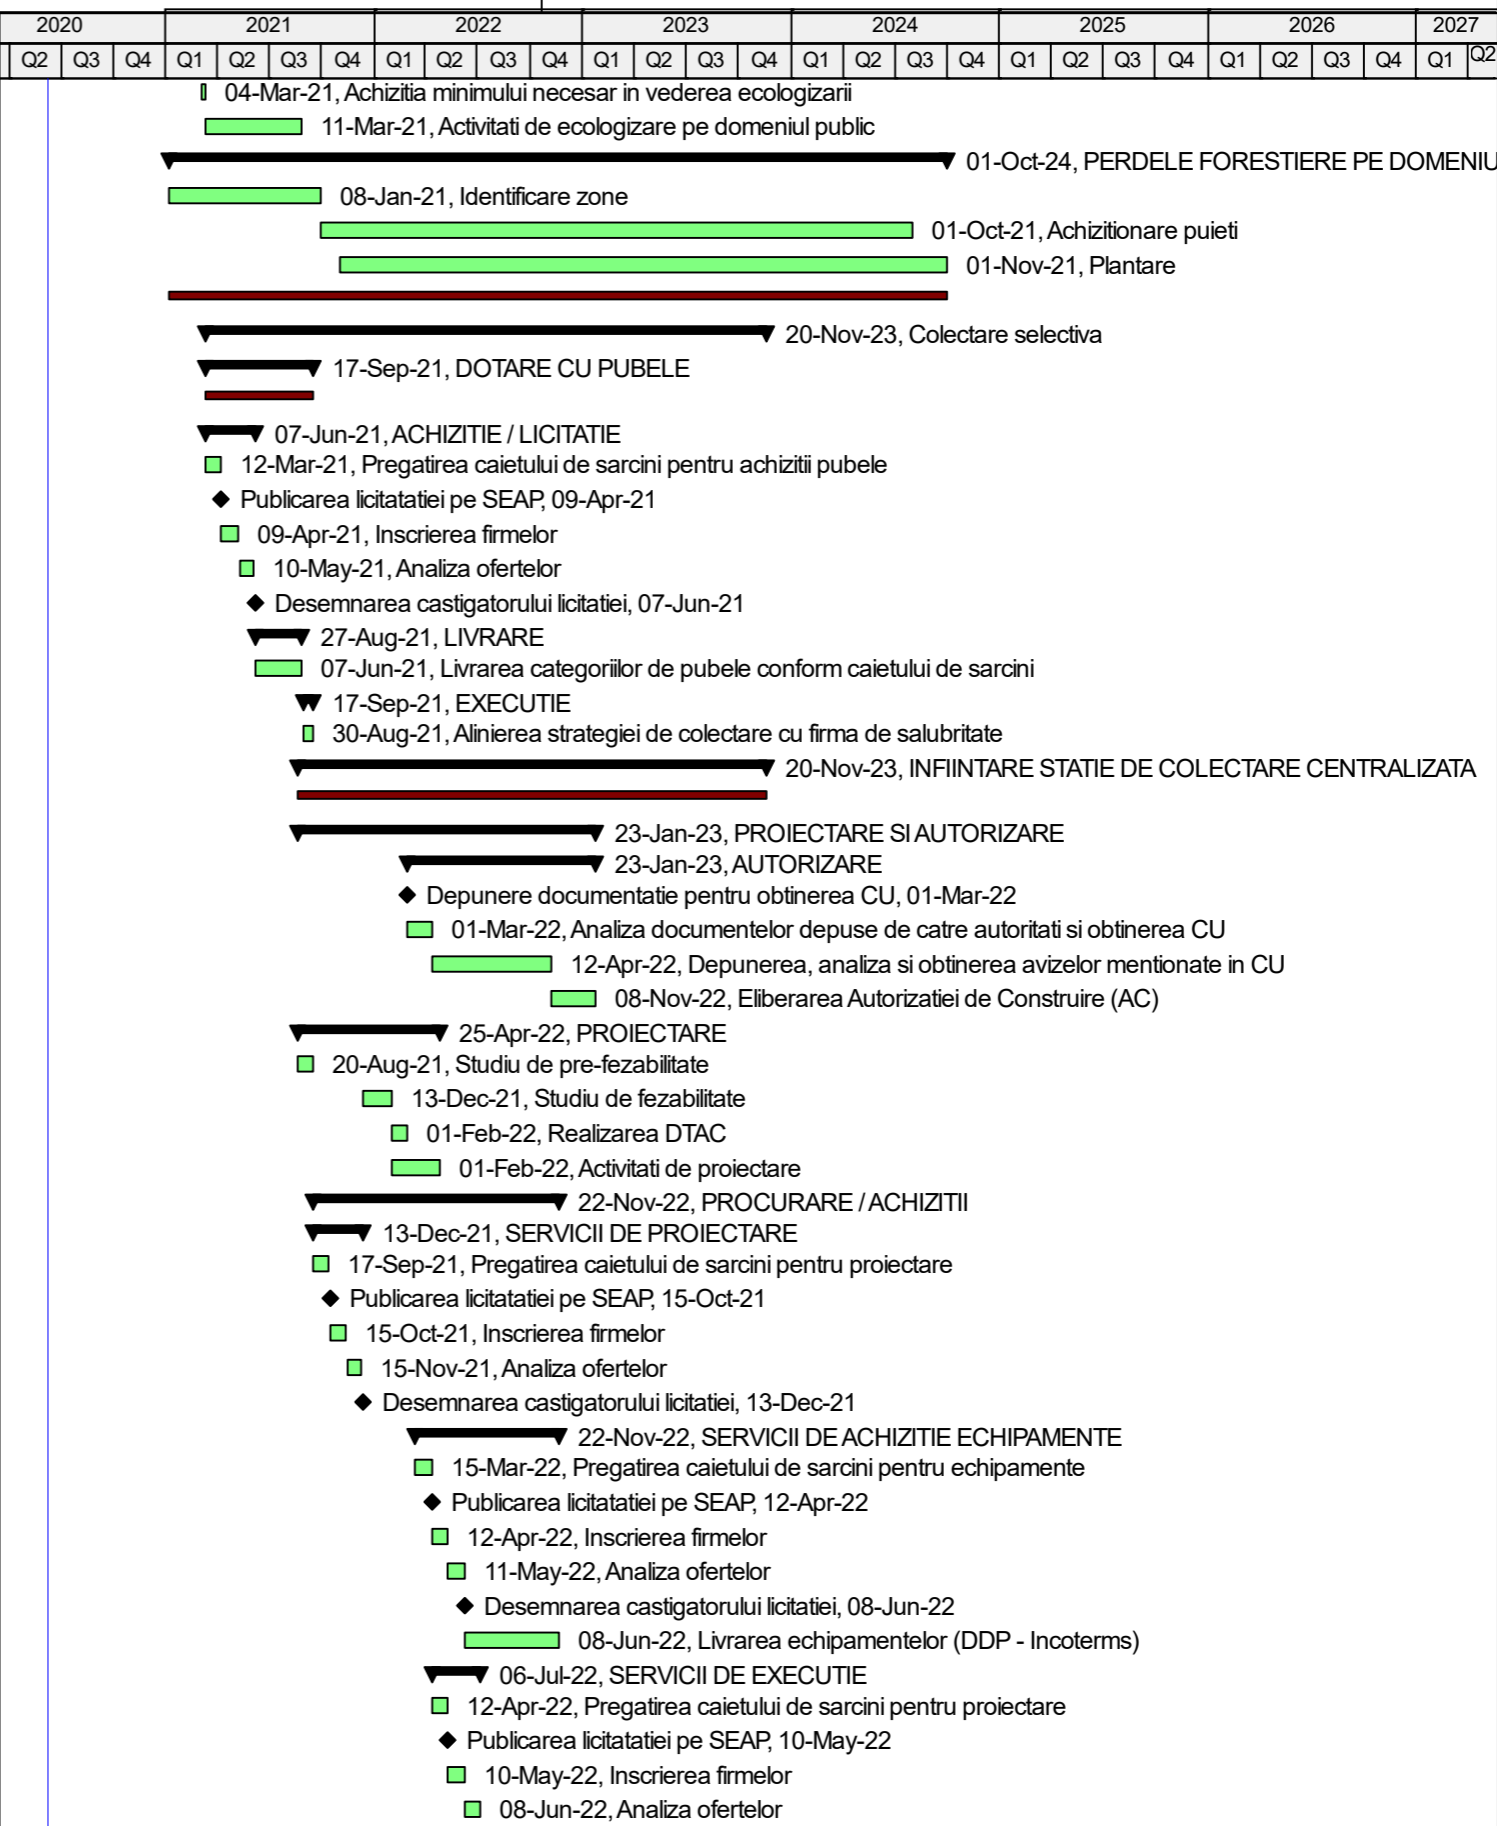 2020 2021 2022 2023 2024 2025 2026 2027
Q2 Q3 Q4 Q1 Q2 Q3 Q4 Q1 Q2 Q3 Q4 Q1 Q2 Q3 Q4 Q1 Q2 Q3 Q4 Q1 Q2 Q3 Q4 Q1 Q2 Q3 Q4 Q1 Q2
04-Mar-21, Achizitia minimului necesar in vederea ecologizarii
11-Mar-21, Activitati de ecologizare pe domeniul public
01-Oct-24, PERDELE FORESTIERE PE DOMENIU
08-Jan-21, Identificare zone
01-Oct-21, Achizitionare puieti
01-Nov-21, Plantare
20-Nov-23, Colectare selectiva
17-Sep-21, DOTARE CU PUBELE
07-Jun-21, ACHIZITIE / LICITATIE
12-Mar-21, Pregatirea caietului de sarcini pentru achizitii pubele
Publicarea licitatatiei pe SEAP, 09-Apr-21
09-Apr-21, Inscrierea firmelor
10-May-21, Analiza ofertelor
Desemnarea castigatorului licitatiei, 07-Jun-21
27-Aug-21, LIVRARE
07-Jun-21, Livrarea categoriilor de pubele conform caietului de sarcini
17-Sep-21, EXECUTIE
30-Aug-21, Alinierea strategiei de colectare cu firma de salubritate
20-Nov-23, INFIINTARE STATIE DE COLECTARE CENTRALIZATA
23-Jan-23, PROIECTARE SI AUTORIZARE
23-Jan-23, AUTORIZARE
Depunere documentatie pentru obtinerea CU, 01-Mar-22
01-Mar-22, Analiza documentelor depuse de catre autoritati si obtinerea CU
12-Apr-22, Depunerea, analiza si obtinerea avizelor mentionate in CU
08-Nov-22, Eliberarea Autorizatiei de Construire (AC)
25-Apr-22, PROIECTARE
20-Aug-21, Studiu de pre-fezabilitate
13-Dec-21, Studiu de fezabilitate
01-Feb-22, Realizarea DTAC
01-Feb-22, Activitati de proiectare
22-Nov-22, PROCURARE / ACHIZITII
13-Dec-21, SERVICII DE PROIECTARE
17-Sep-21, Pregatirea caietului de sarcini pentru proiectare
Publicarea licitatatiei pe SEAP, 15-Oct-21
15-Oct-21, Inscrierea firmelor
15-Nov-21, Analiza ofertelor
Desemnarea castigatorului licitatiei, 13-Dec-21
22-Nov-22, SERVICII DE ACHIZITIE ECHIPAMENTE
15-Mar-22, Pregatirea caietului de sarcini pentru echipamente
Publicarea licitatatiei pe SEAP, 12-Apr-22
12-Apr-22, Inscrierea firmelor
11-May-22, Analiza ofertelor
Desemnarea castigatorului licitatiei, 08-Jun-22
08-Jun-22, Livrarea echipamentelor (DDP - Incoterms)
06-Jul-22, SERVICII DE EXECUTIE
12-Apr-22, Pregatirea caietului de sarcini pentru proiectare
Publicarea licitatatiei pe SEAP, 10-May-22
10-May-22, Inscrierea firmelor
08-Jun-22, Analiza ofertelor